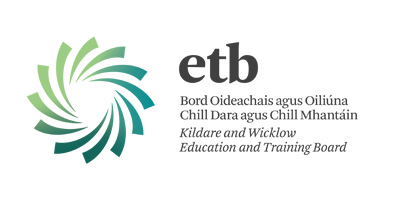 etb
Bord Oideachais agus Oiliúna
Chill Dara agus Chill Mhantáin
Kildare and Wicklow
Education and Training Board